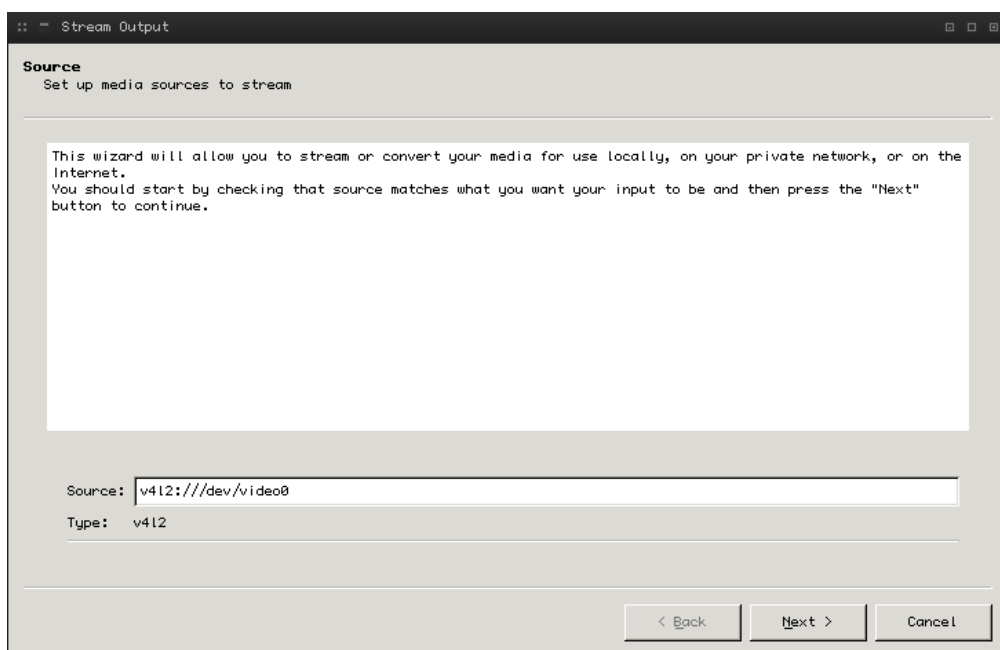 Stream Output
Source
Set up media sources to stream
This wizard will allow you to stream or convert your media for use locally, on your private network, or on the
Internet.
You should start by checking that source matches what you want your input to be and then press the "Next"
button to continue.
Source: v4l2:///dev/video0
Type: v4l2
< Back Next > Cancel